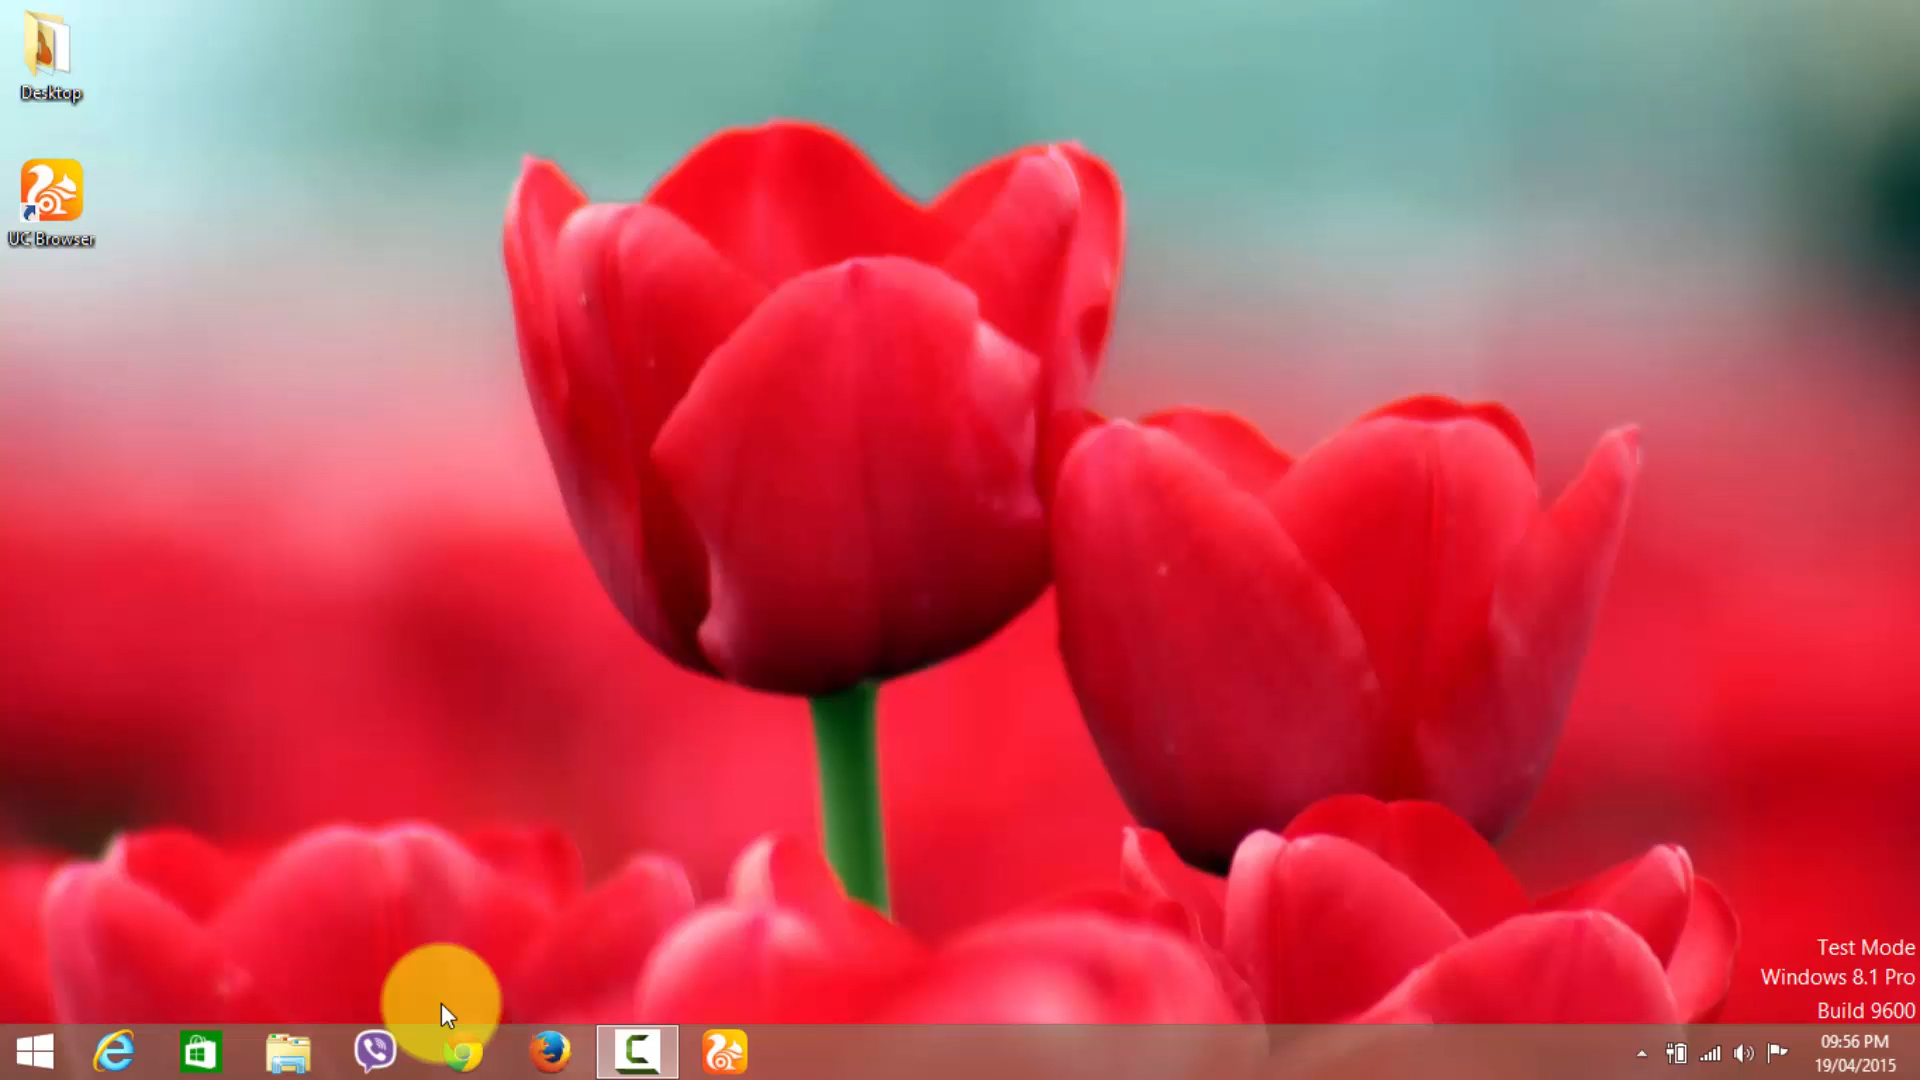 Desktop
UC Browser
Test Mode
Windows 8.1 Pro
Build 9600
09:56 PM
19/04/2015